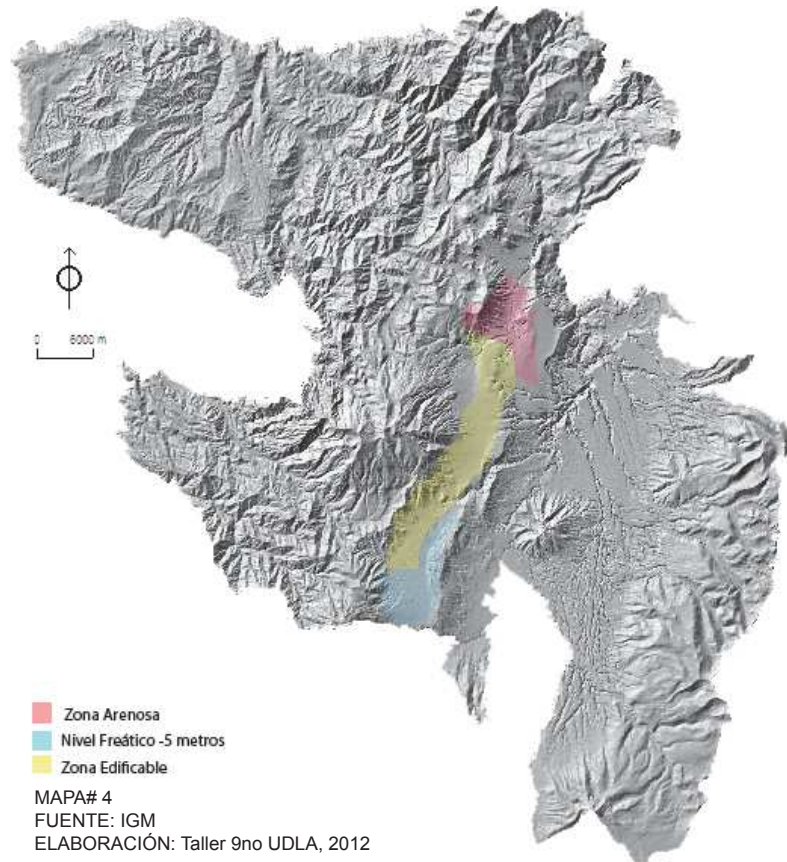 0 6000 m
Zona Arenosa
Nivel Freático -5 metros
Zona Edificable
MAPA# 4
FUENTE: IGM
ELABORACIÓN: Taller 9no UDLA, 2012